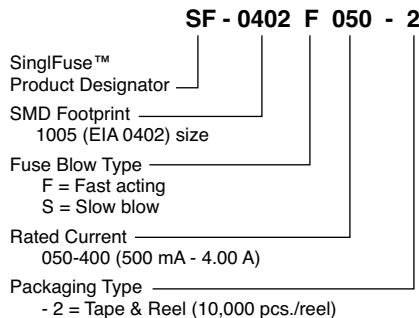 SF - 0402 F 050 - 2
SinglFuse™
Product Designator
SMD Footprint
1005 (EIA 0402) size
Fuse Blow Type
F = Fast acting
S = Slow blow
Rated Current
050-400 (500 mA - 4.00 A)
Packaging Type
- 2 = Tape & Reel (10,000 pcs./reel)